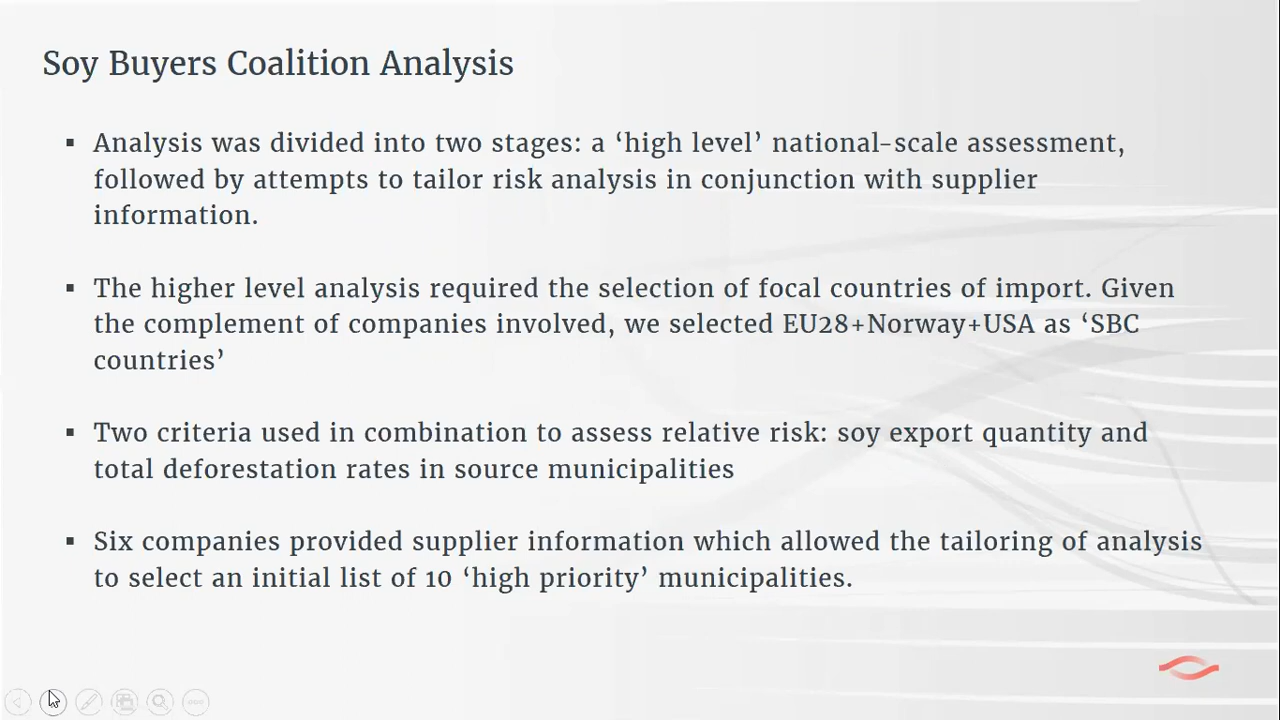 Soy Buyers Coalition Analysis
▪ Analysis was divided into two stages: a ‘high level’ national-scale assessment,
followed by attempts to tailor risk analysis in conjunction with supplier
information.
▪ The higher level analysis required the selection of focal countries of import. Given
the complement of companies involved, we selected EU28+Norway+USA as ‘SBC
countries’
▪ Two criteria used in combination to assess relative risk: soy export quantity and
total deforestation rates in source municipalities
▪ Six companies provided supplier information which allowed the tailoring of analysis
to select an initial list of 10 ‘high priority’ municipalities.